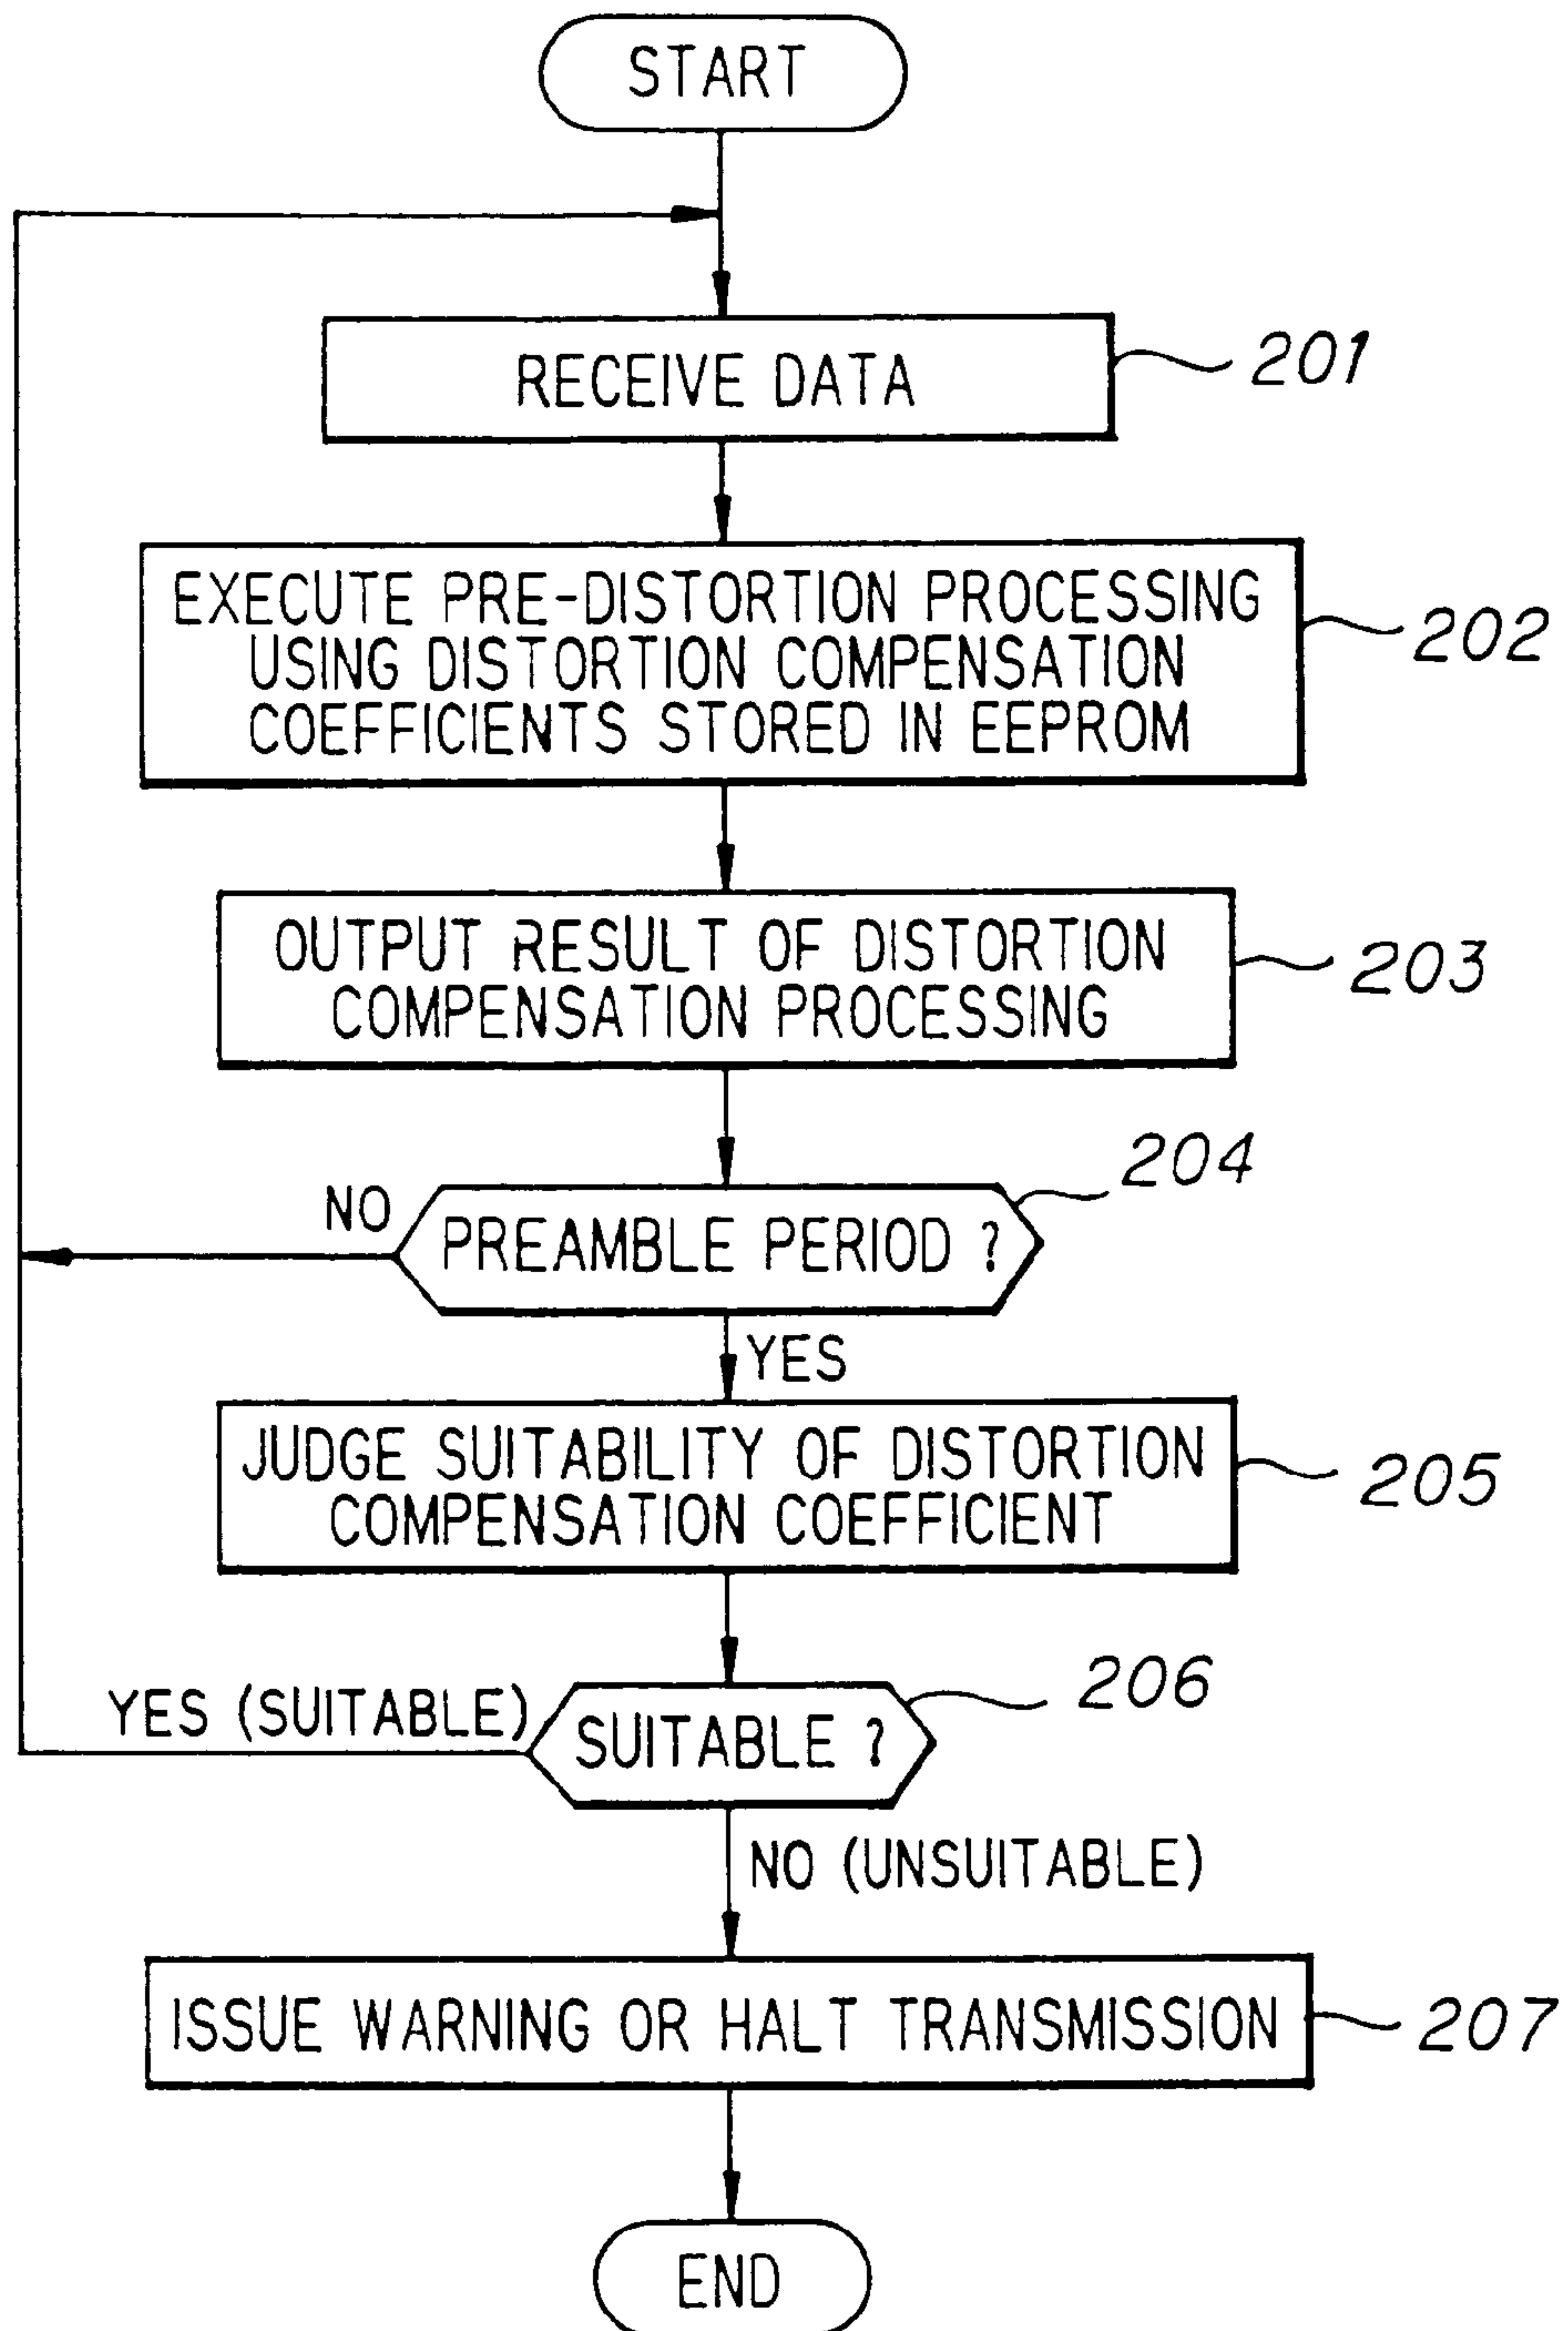 START
RECEIVE DATA
201
EXECUTE PRE-DISTORTION PROCESSING
USING DISTORTION COMPENSATION
COEFFICIENTS STORED IN EEPROM
202
OUTPUT RESULT OF DISTORTION
COMPENSATION PROCESSING
203
204
NO
PREAMBLE PERIOD ?
YES
JUDGE SUITABILITY OF DISTORTION
COMPENSATION COEFFICIENT
205
206
YES (SUITABLE)
SUITABLE ?
NO (UNSUITABLE)
ISSUE WARNING OR HALT TRANSMISSION
207
END